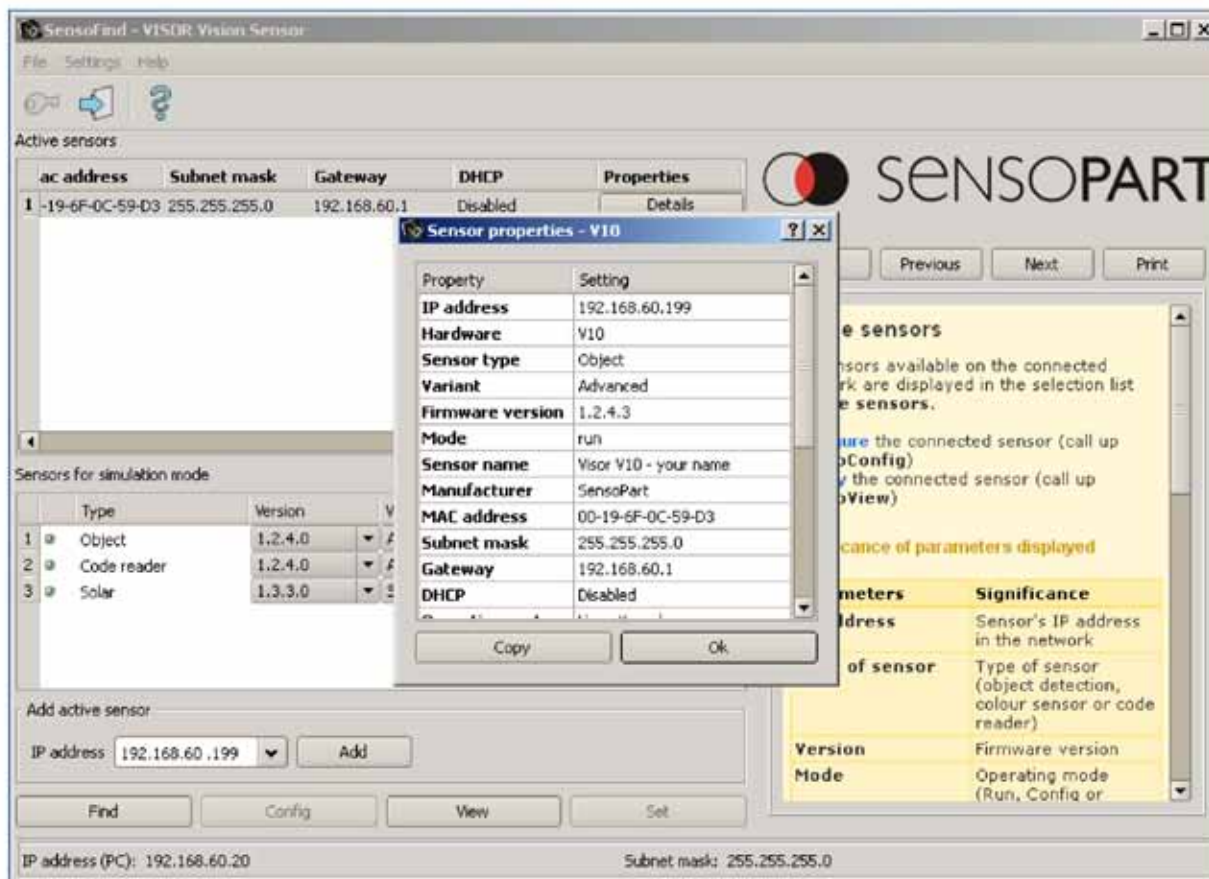 SensoFind - VISOR Vision Sensor
File Settings Help
Active sensors
ac address Subnet mask Gateway DHCP Properties
1 -19-6F-0C-59-D3 255.255.255.0 192.168.60.1 Disabled Details
SENSOPART
Previous Next Print
Sensor properties - V10
Property Setting
IP address 192.168.60.199
Hardware V10
Sensor type Object
Variant Advanced
Firmware version 1.2.4.3
Mode run
Sensor name Visor V10 - your name
Manufacturer SensoPart
MAC address 00-19-6F-0C-59-D3
Subnet mask 255.255.255.0
Gateway 192.168.60.1
DHCP Disabled
Copy Ok
Sensors for simulation mode
Type Version V
1 Object 1.2.4.0 A
2 Code reader 1.2.4.0 A
3 Solar 1.3.3.0 S
Add active sensor
IP address 192.168.60 .199 Add
Find Config View Set
e sensors
nsors available on the connected
rk are displayed in the selection list
e sensors.
ure the connected sensor (call up
oConfig)
y the connected sensor (call up
oView)
cance of parameters displayed
meters Significance
ddress Sensor's IP address
in the network
of sensor Type of sensor
(object detection,
colour sensor or code
reader)
Version Firmware version
Mode Operating mode
(Run, Config or
IP address (PC): 192.168.60.20 Subnet mask: 255.255.255.0